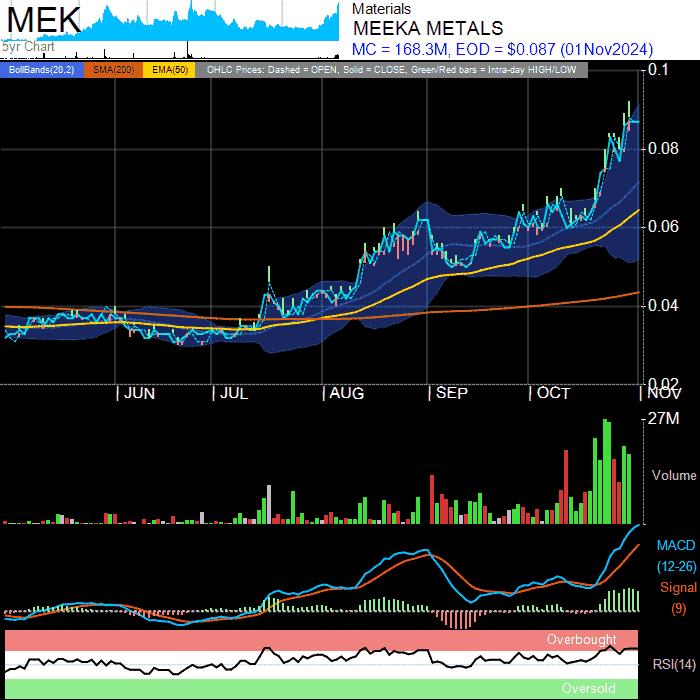 MEK
5yr Chart
Materials
MEEKA METALS
MC = 168.3M, EOD = $0.087 (01Nov2024)
BollBands(20,2) SMA(200) EMA(50) OHLC Prices: Dashed = OPEN, Solid = CLOSE, Green/Red bars = Intra-day HIGH/LOW
0.1
0.08
0.06
0.04
0.02
JUN JUL AUG SEP OCT NOV
27M
Volume
MACD
(12-26)
Signal
(9)
Overbought
RSI(14)
Oversold